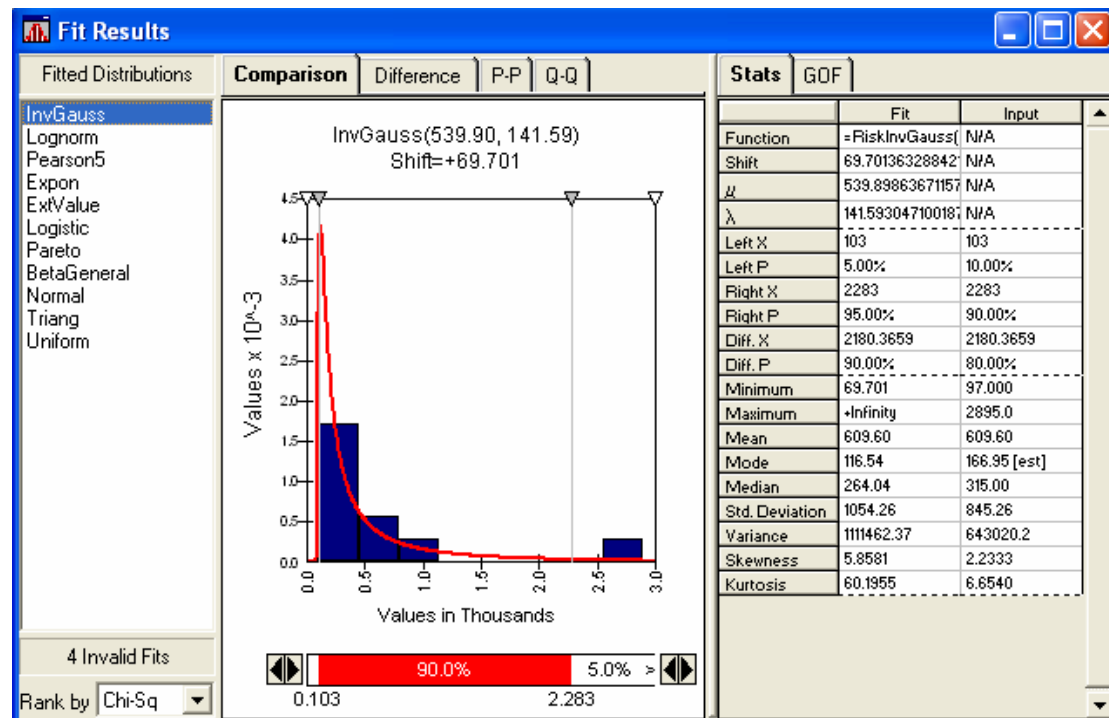 Fit Results
Fitted Distributions
InvGauss
Lognorm
Pearson5
Expon
ExtValue
Logistic
Pareto
BetaGeneral
Normal
Triang
Uniform
4 Invalid Fits
Rank by Chi-Sq
Comparison Difference P-P Q-Q
InvGauss(539.90, 141.59)
Shift=+69.701
Values x 10^-3
4.5
4.0
3.5
3.0
2.5
2.0
1.5
1.0
0.5
0.0
0.0 0.5 1.0 1.5 2.0 2.5 3.0
Values in Thousands
90.0% 5.0% >
0.103 2.283
Stats GOF
Fit Input
Function =RiskInvGauss( N/A
Shift 69.70136328842 N/A
μ 539.89863671157 N/A
λ 141.59304710018 N/A
Left X 103 103
Left P 5.00% 10.00%
Right X 2283 2283
Right P 95.00% 90.00%
Diff. X 2180.3659 2180.3659
Diff. P 90.00% 80.00%
Minimum 69.701 97.000
Maximum +Infinity 2895.0
Mean 609.60 609.60
Mode 116.54 166.95 [est]
Median 264.04 315.00
Std. Deviation 1054.26 845.26
Variance 1111462.37 643020.2
Skewness 5.8581 2.2333
Kurtosis 60.1955 6.6540